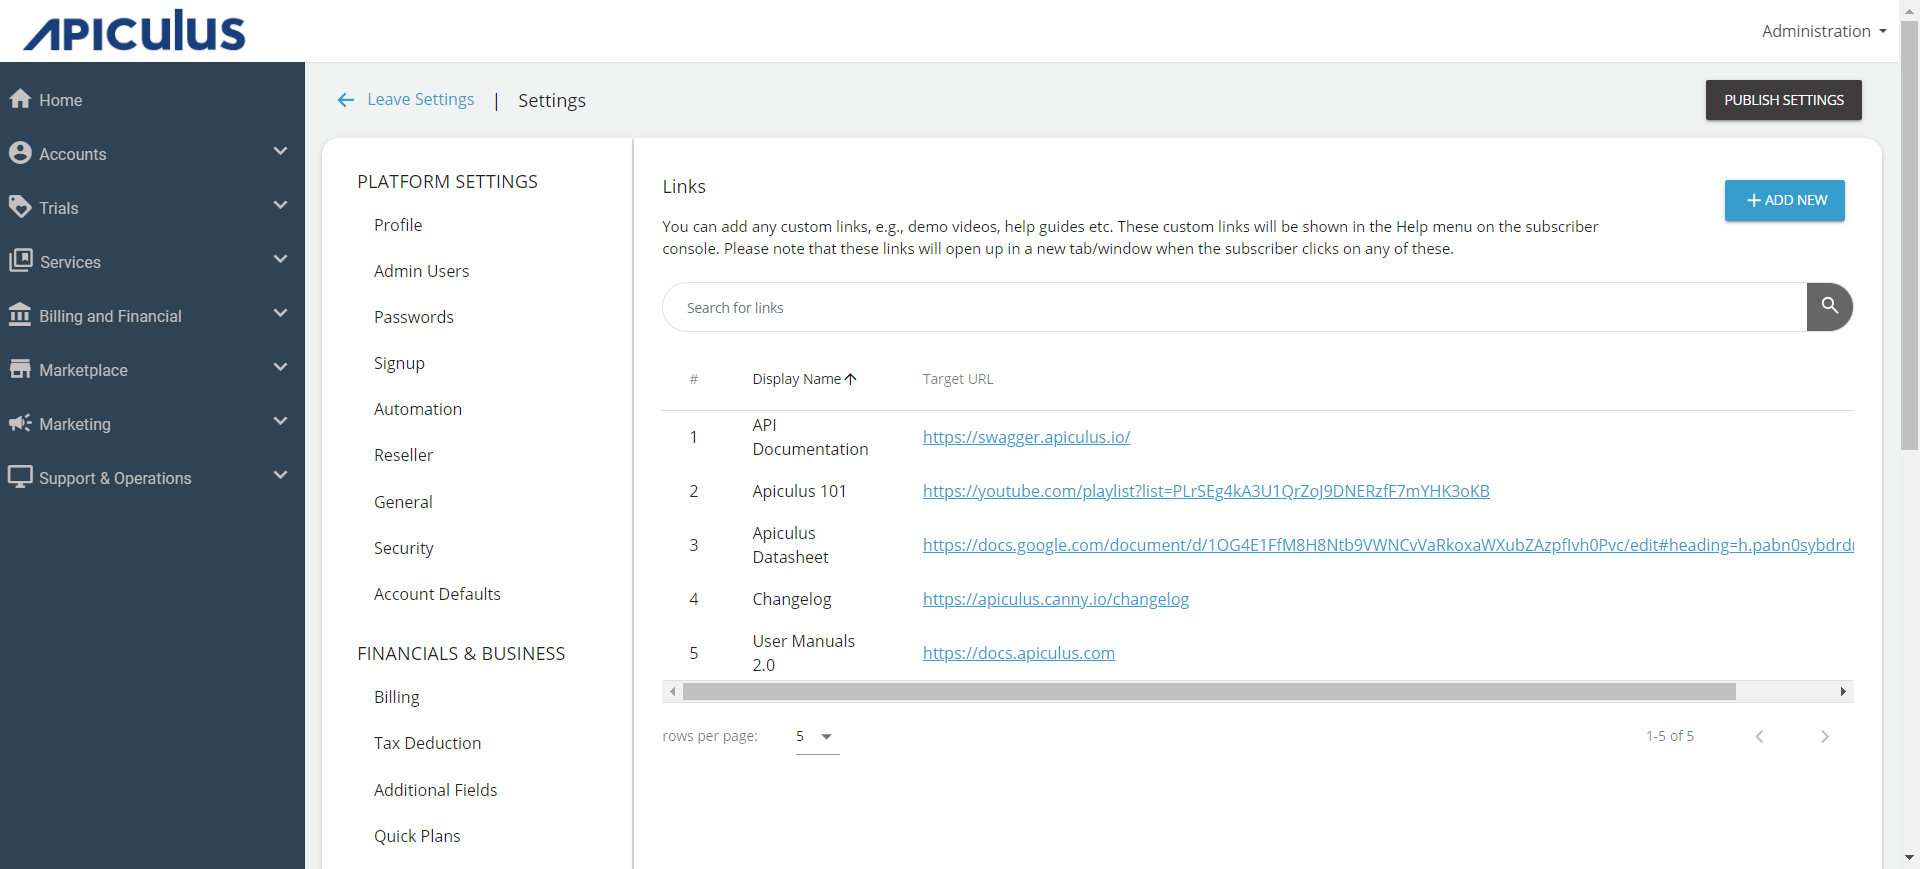 APICULUS
Administration
Home
Accounts
Trials
Services
Billing and Financial
Marketplace
Marketing
Support & Operations
Leave Settings | Settings
PUBLISH SETTINGS
PLATFORM SETTINGS
Profile
Admin Users
Passwords
Signup
Automation
Reseller
General
Security
Account Defaults
FINANCIALS & BUSINESS
Billing
Tax Deduction
Additional Fields
Quick Plans
Links
ADD NEW
You can add any custom links, e.g., demo videos, help guides etc. These custom links will be shown in the Help menu on the subscriber
console. Please note that these links will open up in a new tab/window when the subscriber clicks on any of these.
Search for links
# Display Name Target URL
1 API Documentation https://swagger.apiculus.io/
2 Apiculus 101 https://youtube.com/playlist?list=PLrSEg4kA3U1QrZoJ9DNERzfF7mYHK3oKB
3 Apiculus Datasheet https://docs.google.com/document/d/1OG4E1FfM8H8Ntb9VWNCvVaRkoxaWXubZAzpfIvh0Pvc/edit#heading=h.pabn0sybdrd
4 Changelog https://apiculus.canny.io/changelog
5 User Manuals 2.0 https://docs.apiculus.com
rows per page: 5
1-5 of 5